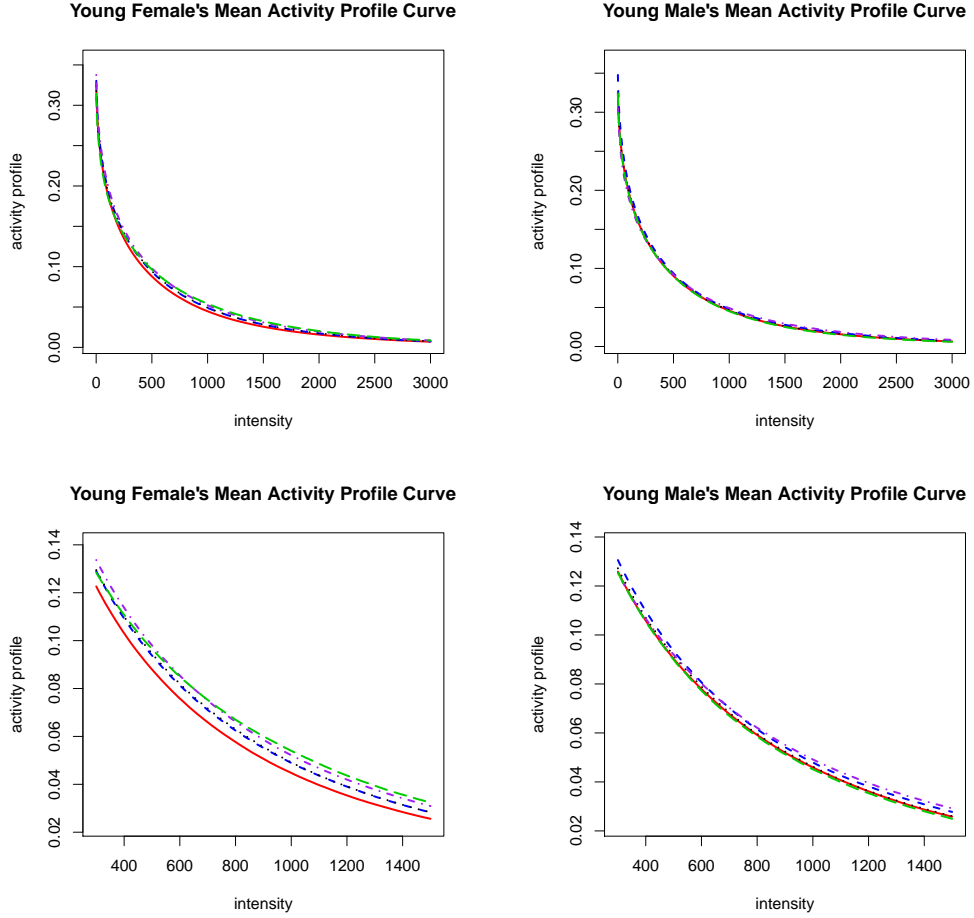 Young Female's Mean Activity Profile Curve
activity profile
0.00 0.10 0.20 0.30
0 500 1000 1500 2000 2500 3000
intensity
Young Male's Mean Activity Profile Curve
activity profile
0.00 0.10 0.20 0.30
0 500 1000 1500 2000 2500 3000
intensity
Young Female's Mean Activity Profile Curve
activity profile
0.02 0.04 0.06 0.08 0.10 0.12 0.14
400 600 800 1000 1200 1400
intensity
Young Male's Mean Activity Profile Curve
activity profile
0.02 0.04 0.06 0.08 0.10 0.12 0.14
400 600 800 1000 1200 1400
intensity